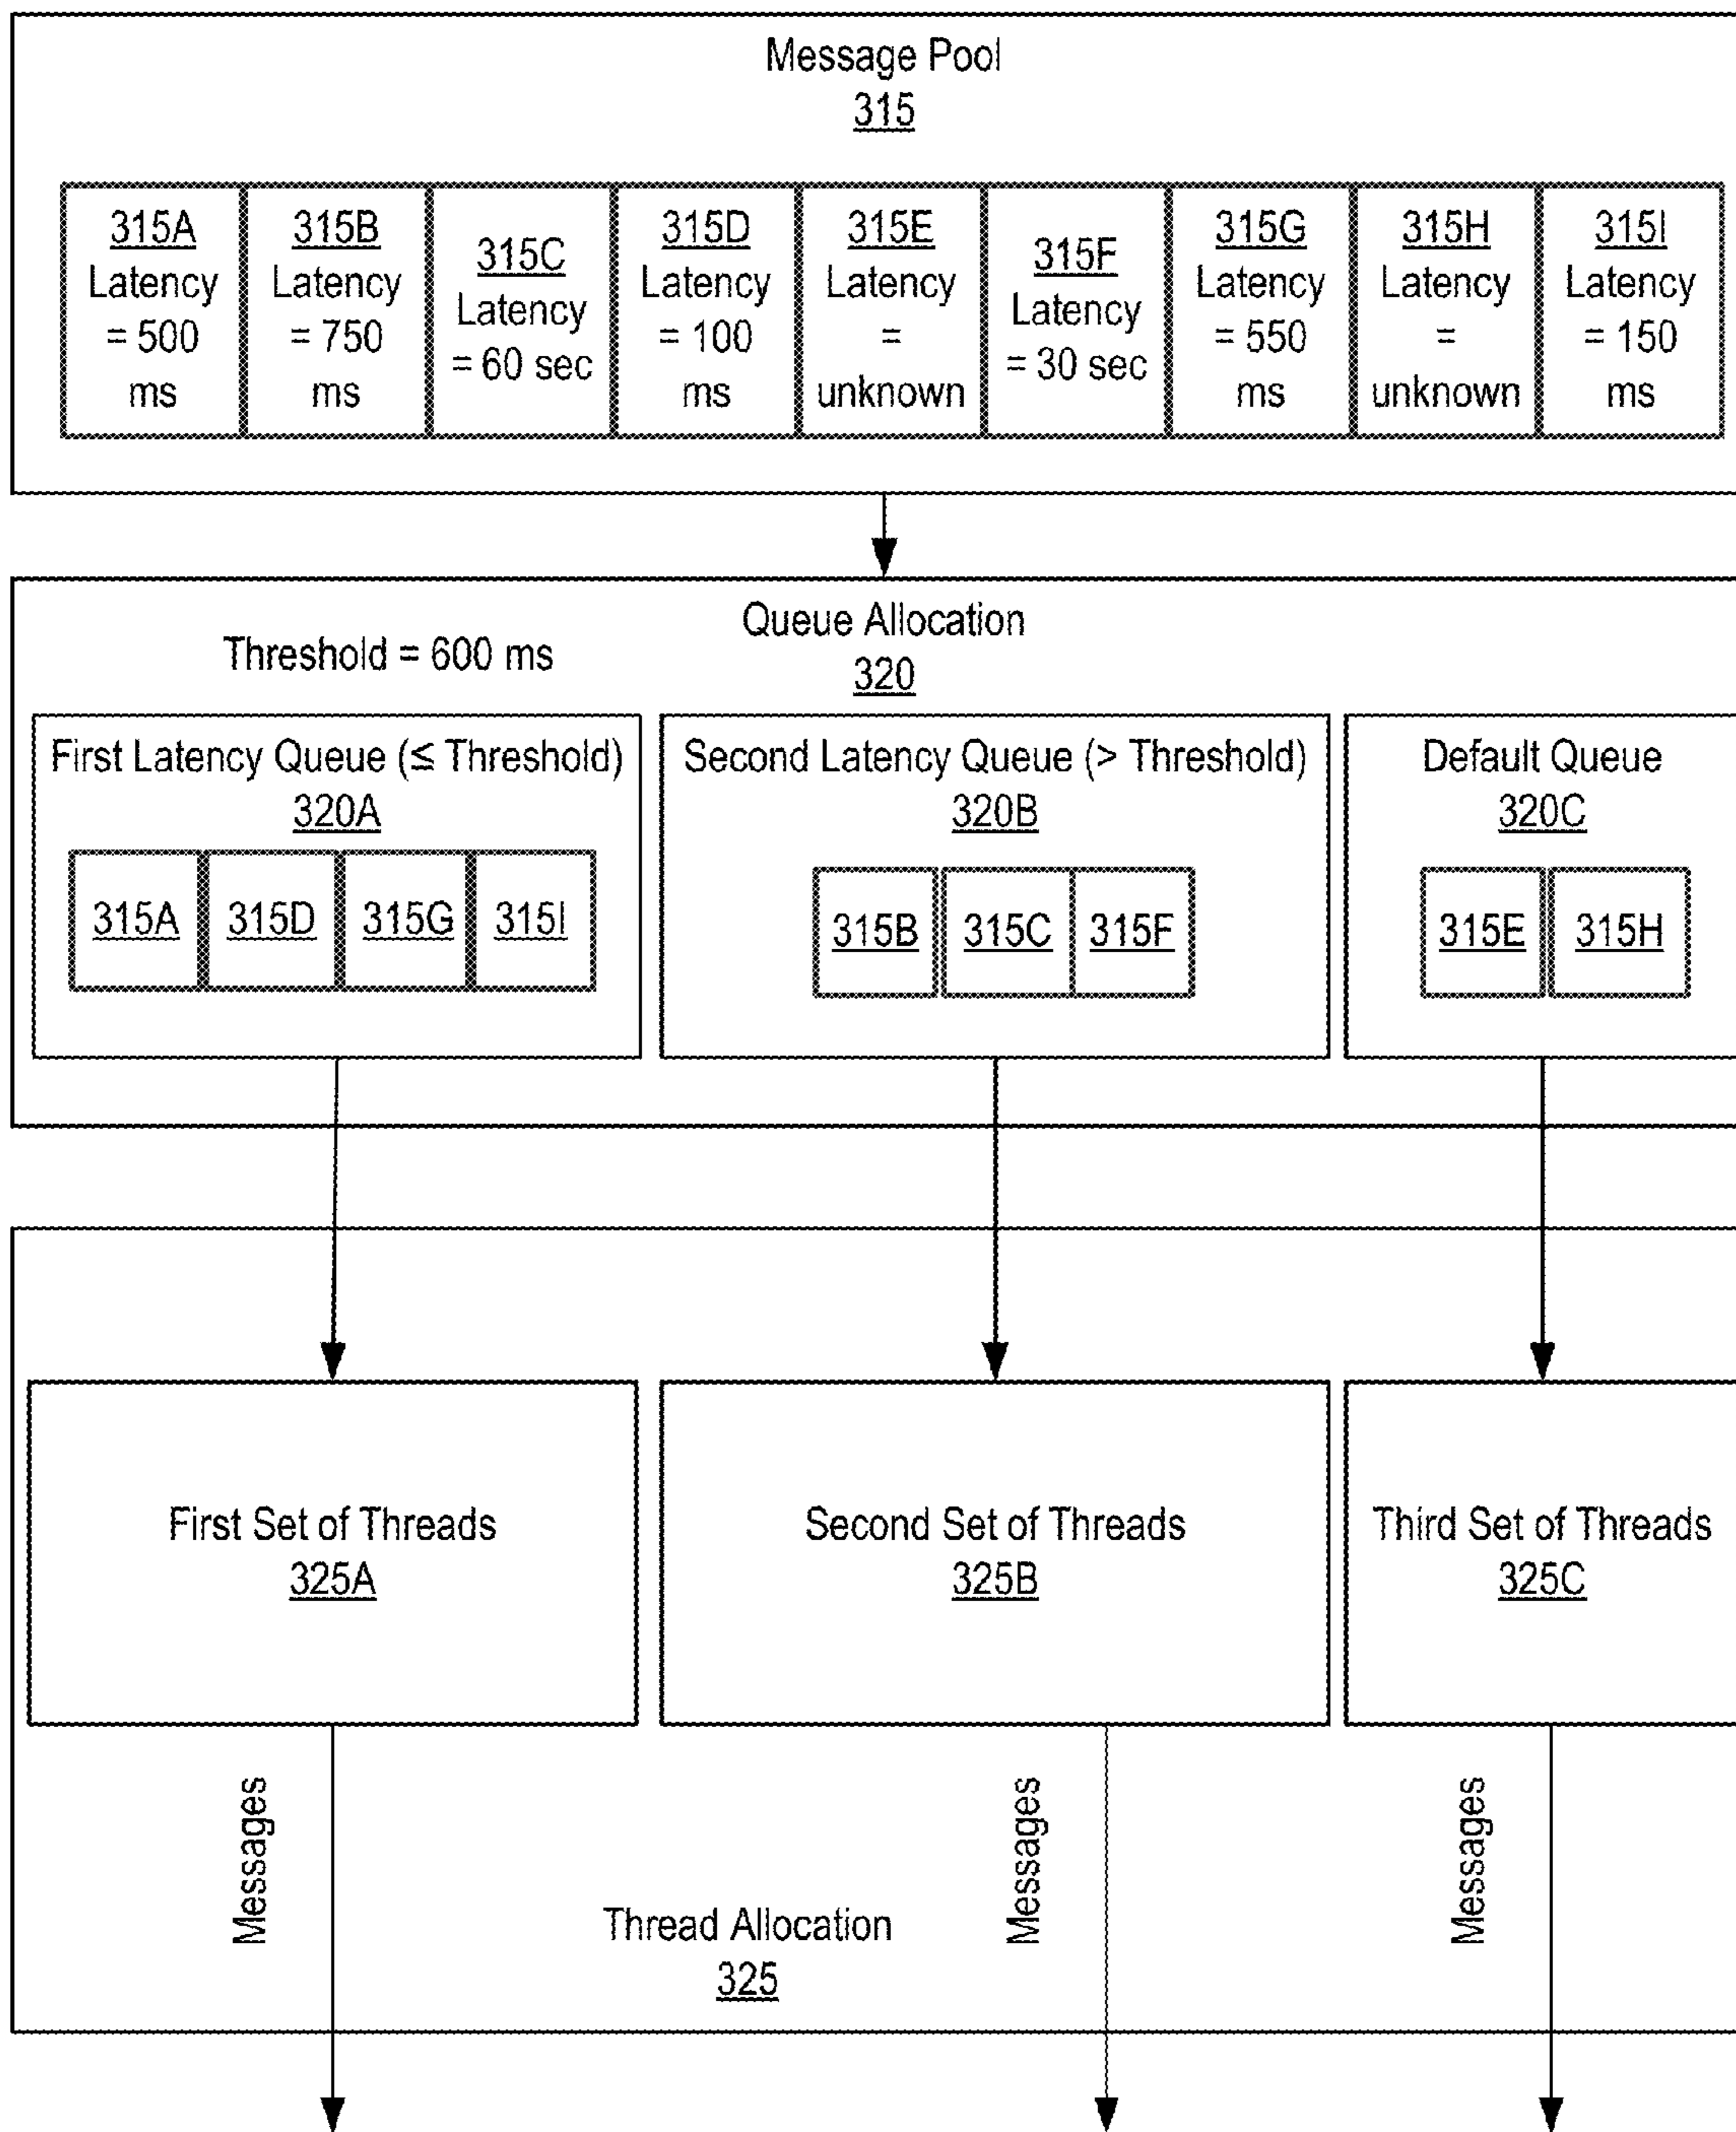 Message Pool
315
315A
Latency
= 500
ms
315B
Latency
= 750
ms
315C
Latency
= 60 sec
315D
Latency
= 100
ms
315E
Latency
=
unknown
315F
Latency
= 30 sec
315G
Latency
= 550
ms
315H
Latency
=
unknown
315I
Latency
= 150
ms
Queue Allocation
320
Threshold = 600 ms
First Latency Queue (≤ Threshold)
320A
315A 315D 315G 315I
Second Latency Queue (> Threshold)
320B
315B 315C 315F
Default Queue
320C
315E 315H
First Set of Threads
325A
Second Set of Threads
325B
Third Set of Threads
325C
Messages
Messages
Messages
Thread Allocation
325